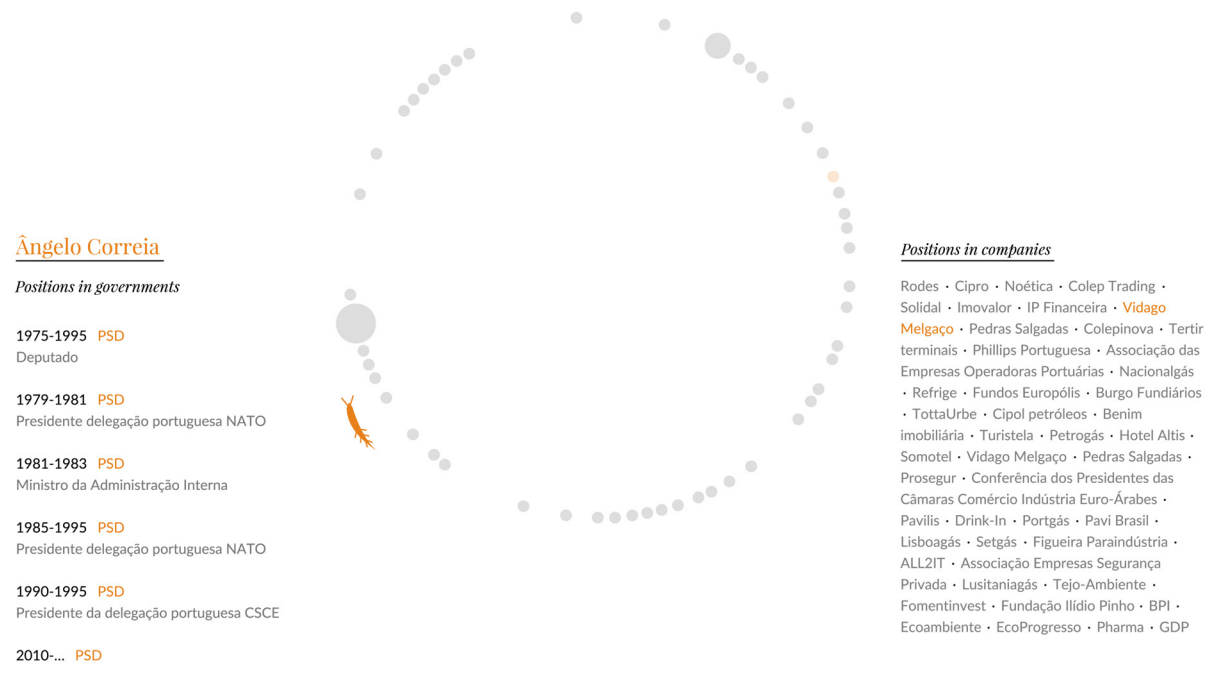 Ângelo Correia
Positions in governments
1975-1995 PSD
Deputado
1979-1981 PSD
Presidente delegação portuguesa NATO
1981-1983 PSD
Ministro da Administração Interna
1985-1995 PSD
Presidente delegação portuguesa NATO
1990-1995 PSD
Presidente da delegação portuguesa CSCE
2010-... PSD
Positions in companies
Rodes · Cipro · Noética · Colep Trading ·
Solidal · Imovalor · IP Financeira · Vidago
Melgaço · Pedras Salgadas · Colepinova · Tertir
terminais · Phillips Portuguesa · Associação das
Empresas Operadoras Portuárias · Nacionalgás
· Refrige · Fundos Európolis · Burgo Fundiários
· TottaUrbe · Cipol petróleos · Benim
imobiliária · Turistela · Petrogás · Hotel Altis ·
Somotel · Vidago Melgaço · Pedras Salgadas ·
Prosegur · Conferência dos Presidentes das
Câmaras Comércio Indústria Euro-Árabes ·
Pavilis · Drink-In · Portgás · Pavi Brasil ·
Lisboagás · Setgás · Figueira Paraindústria ·
ALL2IT · Associação Empresas Segurança
Privada · Lusitaniagás · Tejo-Ambiente ·
Fomentinvest · Fundação Ilídio Pinho · BPI ·
Ecoambiente · EcoProgresso · Pharma · GDP